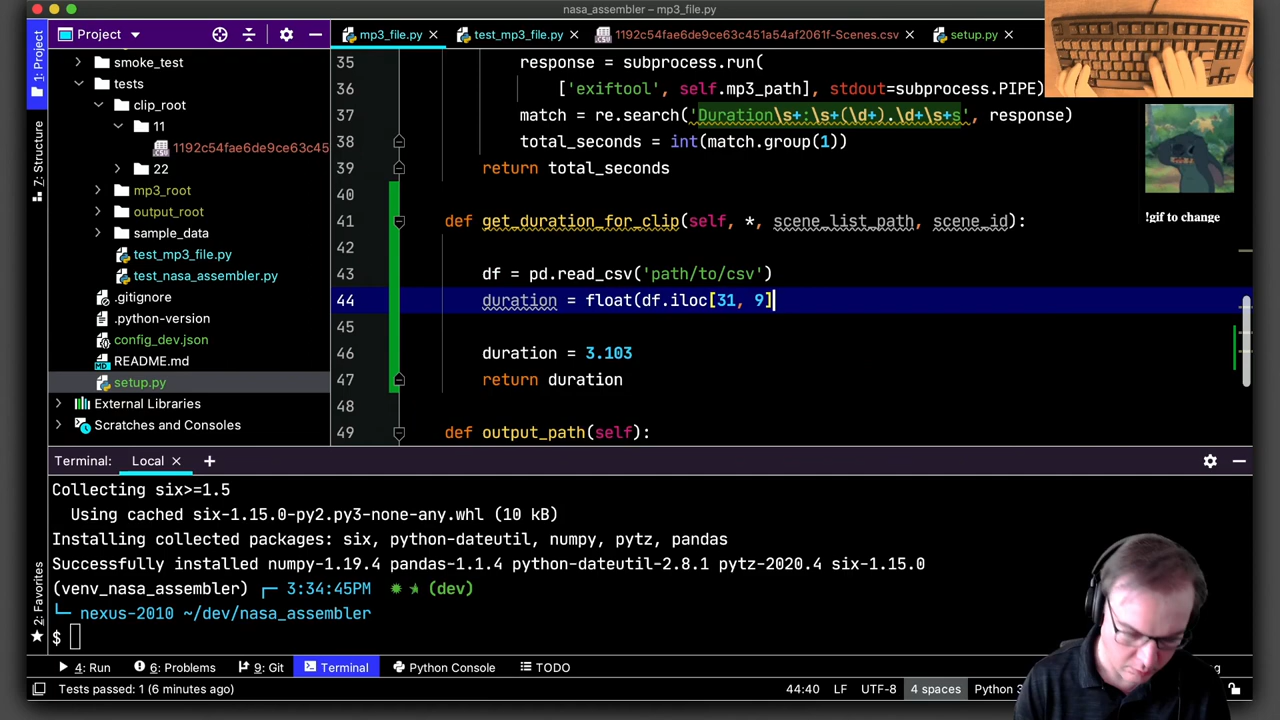 nasa_assembler – mp3_file.py
Project
mp3_file.py
test_mp3_file.py
1192c54fae6de9ce63c451a54af2061f-Scenes.csv
setup.py
1: Project
7: Structure
2: Favorites
smoke_test
tests
clip_root
11
1192c54fae6de9ce63c45
22
mp3_root
output_root
sample_data
test_mp3_file.py
test_nasa_assembler.py
.gitignore
.python-version
config_dev.json
README.md
setup.py
External Libraries
Scratches and Consoles
35 response = subprocess.run(
36 ['exiftool', self.mp3_path], stdout=subprocess.PIPE)
37 match = re.search('Duration\s+:\s+(\d+).\d+\s+s', response)
38 total_seconds = int(match.group(1))
39 return total_seconds
40
41 def get_duration_for_clip(self, *, scene_list_path, scene_id):
42
43 df = pd.read_csv('path/to/csv')
44 duration = float(df.iloc[31, 9]
45
46 duration = 3.103
47 return duration
48
49 def output_path(self):
!gif to change
Terminal: Local
Collecting six>=1.5
Using cached six-1.15.0-py2.py3-none-any.whl (10 kB)
Installing collected packages: six, python-dateutil, numpy, pytz, pandas
Successfully installed numpy-1.19.4 pandas-1.1.4 python-dateutil-2.8.1 pytz-2020.4 six-1.15.0
(venv_nasa_assembler) 3:34:45PM (dev)
nexus-2010 ~/dev/nasa_assembler
$
4: Run
6: Problems
9: Git
Terminal
Python Console
TODO
Tests passed: 1 (6 minutes ago)
44:40 LF UTF-8 4 spaces Python 3